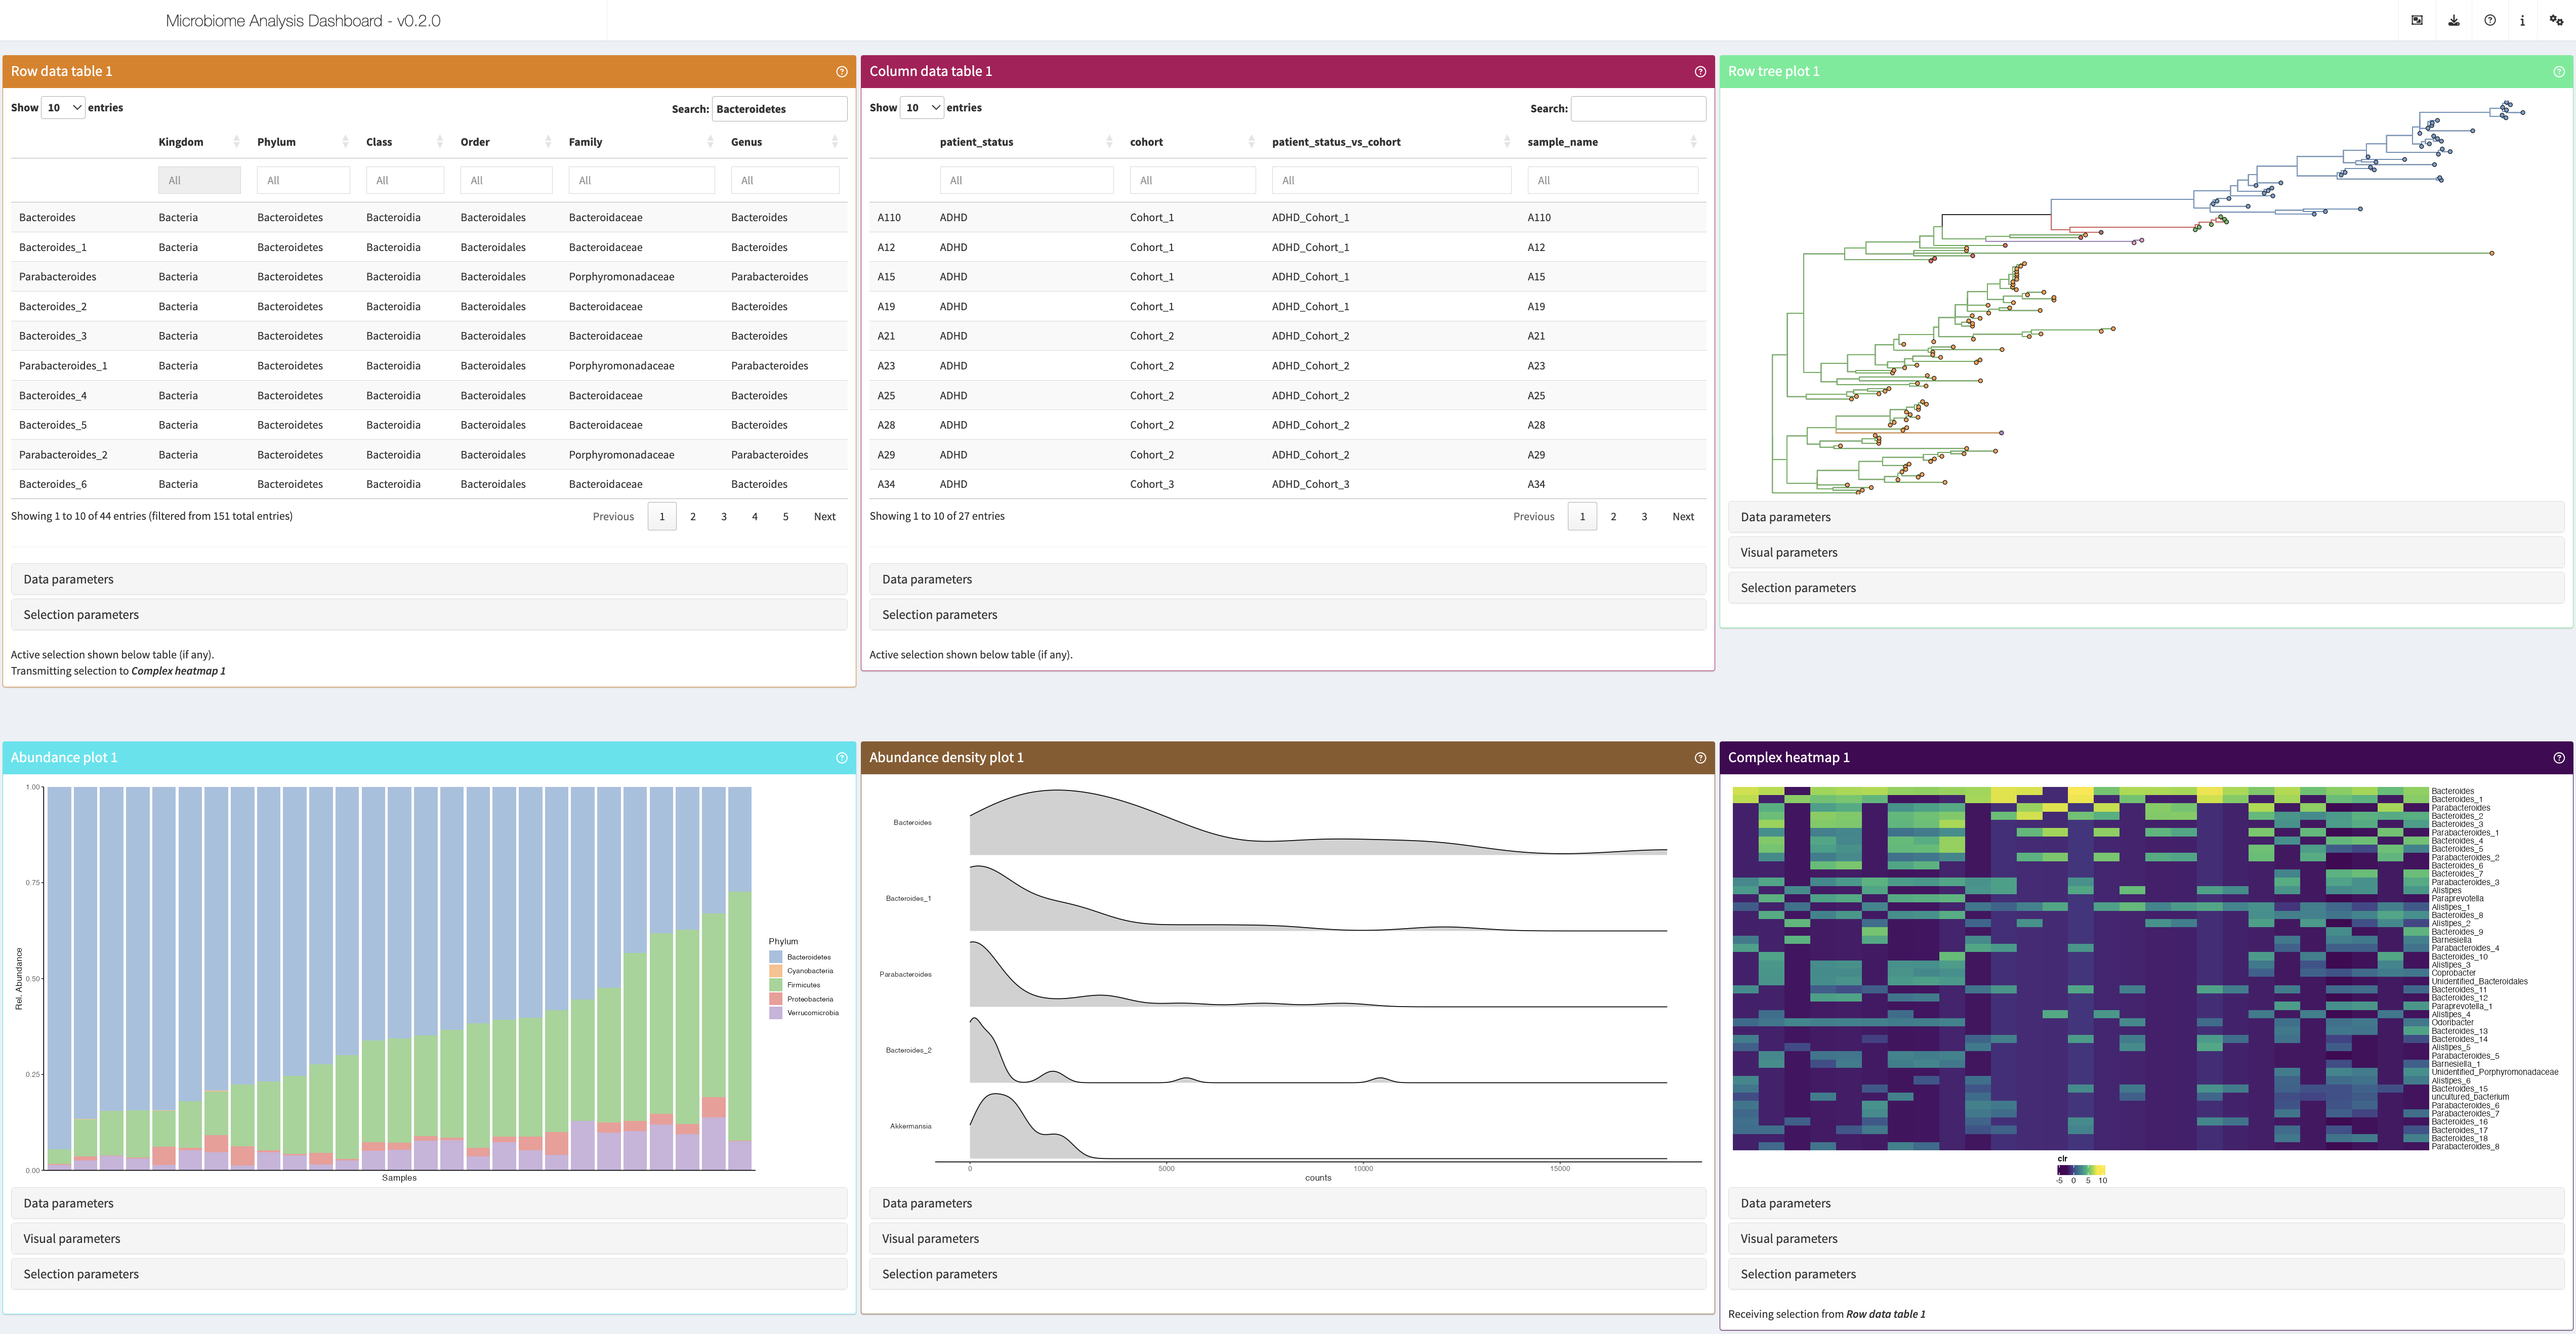 Microbiome Analysis Dashboard - v0.2.0
Row data table 1
Show 10 entries
Search: Bacteroidetes
Kingdom Phylum Class Order Family Genus
All All All All All All
Bacteroides Bacteria Bacteroidetes Bacteroidia Bacteroidales Bacteroidaceae Bacteroides
Bacteroides_1 Bacteria Bacteroidetes Bacteroidia Bacteroidales Bacteroidaceae Bacteroides
Parabacteroides Bacteria Bacteroidetes Bacteroidia Bacteroidales Porphyromonadaceae Parabacteroides
Bacteroides_2 Bacteria Bacteroidetes Bacteroidia Bacteroidales Bacteroidaceae Bacteroides
Bacteroides_3 Bacteria Bacteroidetes Bacteroidia Bacteroidales Bacteroidaceae Bacteroides
Parabacteroides_1 Bacteria Bacteroidetes Bacteroidia Bacteroidales Porphyromonadaceae Parabacteroides
Bacteroides_4 Bacteria Bacteroidetes Bacteroidia Bacteroidales Bacteroidaceae Bacteroides
Bacteroides_5 Bacteria Bacteroidetes Bacteroidia Bacteroidales Bacteroidaceae Bacteroides
Parabacteroides_2 Bacteria Bacteroidetes Bacteroidia Bacteroidales Porphyromonadaceae Parabacteroides
Bacteroides_6 Bacteria Bacteroidetes Bacteroidia Bacteroidales Bacteroidaceae Bacteroides
Showing 1 to 10 of 44 entries (filtered from 151 total entries)
Previous 1 2 3 4 5 Next
Data parameters
Selection parameters
Active selection shown below table (if any).
Transmitting selection to Complex heatmap 1
Column data table 1
Show 10 entries
Search:
patient_status cohort patient_status_vs_cohort sample_name
All All All All
A110 ADHD Cohort_1 ADHD_Cohort_1 A110
A12 ADHD Cohort_1 ADHD_Cohort_1 A12
A15 ADHD Cohort_1 ADHD_Cohort_1 A15
A19 ADHD Cohort_1 ADHD_Cohort_1 A19
A21 ADHD Cohort_2 ADHD_Cohort_2 A21
A23 ADHD Cohort_2 ADHD_Cohort_2 A23
A25 ADHD Cohort_2 ADHD_Cohort_2 A25
A28 ADHD Cohort_2 ADHD_Cohort_2 A28
A29 ADHD Cohort_2 ADHD_Cohort_2 A29
A34 ADHD Cohort_3 ADHD_Cohort_3 A34
Showing 1 to 10 of 27 entries
Previous 1 2 3 Next
Data parameters
Selection parameters
Active selection shown below table (if any).
Row tree plot 1
Data parameters
Visual parameters
Selection parameters
Abundance plot 1
1.00
0.75
0.50
0.25
0.00
Rel. Abundance
Samples
Phylum
Bacteroidetes
Cyanobacteria
Firmicutes
Proteobacteria
Verrucomicrobia
Data parameters
Visual parameters
Selection parameters
Abundance density plot 1
Bacteroides
Bacteroides_1
Parabacteroides
Bacteroides_2
Akkermansia
0 5000 10000 15000
counts
Data parameters
Visual parameters
Selection parameters
Complex heatmap 1
Bacteroides
Bacteroides_1
Parabacteroides
Bacteroides_2
Bacteroides_3
Parabacteroides_1
Bacteroides_4
Bacteroides_5
Parabacteroides_2
Bacteroides_6
Bacteroides_7
Parabacteroides_3
Alistipes
Paraprevotella
Alistipes_1
Bacteroides_8
Alistipes_2
Bacteroides_9
Barnesiella
Parabacteroides_4
Bacteroides_10
Alistipes_3
Coprobacter
Unidentified_Bacteroidales
Bacteroides_11
Bacteroides_12
Paraprevotella_1
Alistipes_4
Odoribacter
Bacteroides_13
Bacteroides_14
Alistipes_5
Parabacteroides_5
Barnesiella_1
Unidentified_Porphyromonadaceae
Alistipes_6
Bacteroides_15
uncultured_bacterium
Parabacteroides_6
Parabacteroides_7
Bacteroides_16
Bacteroides_17
Bacteroides_18
Parabacteroides_8
clr
-5 0 5 10
Data parameters
Visual parameters
Selection parameters
Receiving selection from Row data table 1